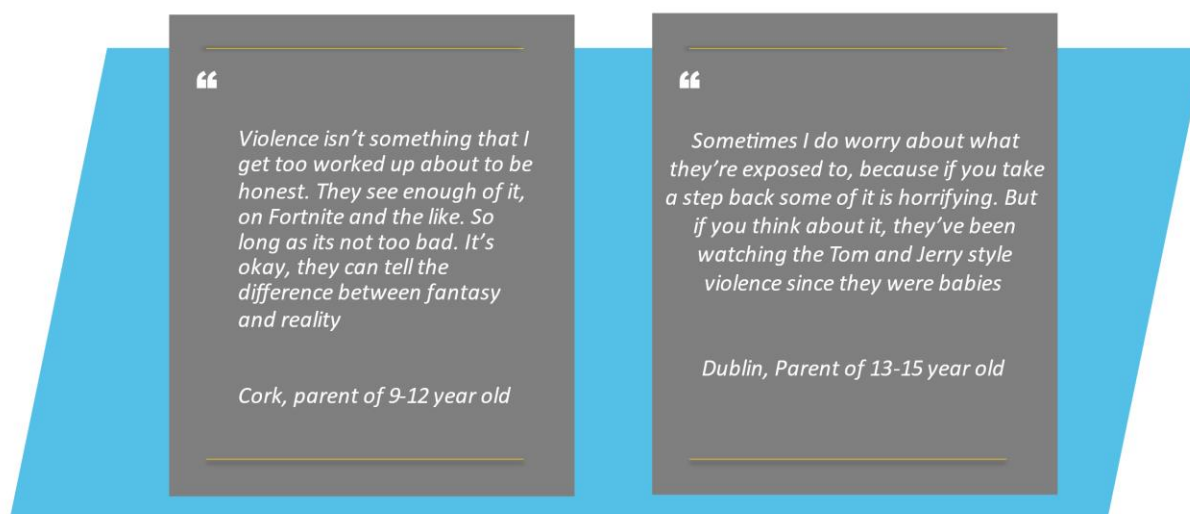 “
Violence isn’t something that I
get too worked up about to be
honest. They see enough of it,
on Fortnite and the like. So
long as its not too bad. It’s
okay, they can tell the
difference between fantasy
and reality
Cork, parent of 9-12 year old
“
Sometimes I do worry about what
they’re exposed to, because if you take
a step back some of it is horrifying. But
if you think about it, they’ve been
watching the Tom and Jerry style
violence since they were babies
Dublin, Parent of 13-15 year old